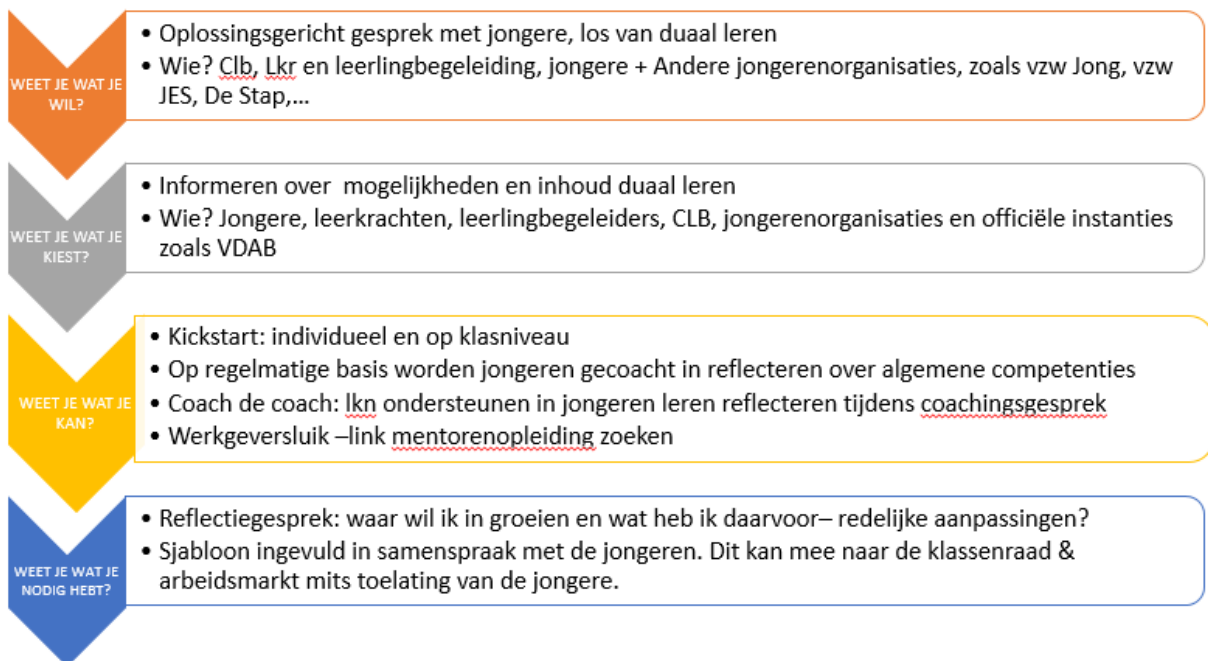 WEET JE WAT JE
WIL?
• Oplossingsgericht gesprek met jongere, los van duaal leren
• Wie? Clb, Lkr en leerlingbegeleiding, jongere + Andere jongerenorganisaties, zoals vzw Jong, vzw
JES, De Stap,...
WEET JE WAT JE
KIEST?
• Informeren over mogelijkheden en inhoud duaal leren
• Wie? Jongere, leerkrachten, leerlingbegeleiders, CLB, jongerenorganisaties en officiële instanties
zoals VDAB
WEET JE WAT JE
KAN?
• Kickstart: individueel en op klasniveau
• Op regelmatige basis worden jongeren gecoacht in reflecteren over algemene competenties
• Coach de coach: lkn ondersteunen in jongeren leren reflecteren tijdens coachingsgesprek
• Werkgeversluik –link mentorenopleiding zoeken
WEET JE WAT JE
NODIG HEBT?
• Reflectiegesprek: waar wil ik in groeien en wat heb ik daarvoor– redelijke aanpassingen?
• Sjabloon ingevuld in samenspraak met de jongeren. Dit kan mee naar de klassenraad &
arbeidsmarkt mits toelating van de jongere.